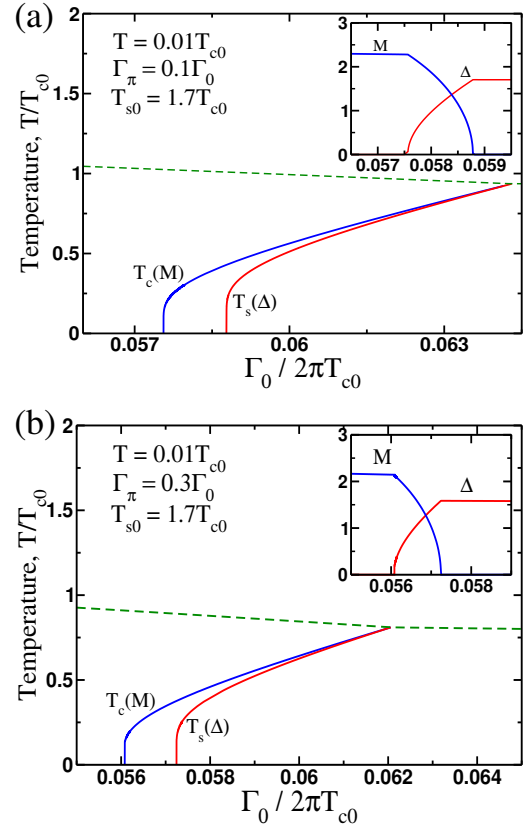 (a)
T = 0.01T_c0
Γ_π = 0.1Γ_0
T_s0 = 1.7T_c0
M
Δ
3
2
1
0
0.057 0.058 0.059
2
1.5
1
0.5
0
Temperature, T/T_c0
T_c(M)
T_s(Δ)
0.057 0.06 0.063
Γ_0 / 2πT_c0
(b)
T = 0.01T_c0
Γ_π = 0.3Γ_0
T_s0 = 1.7T_c0
M
Δ
3
2
1
0
0.056 0.058
2
1.5
1
0.5
0
Temperature, T/T_c0
T_c(M)
T_s(Δ)
0.056 0.058 0.06 0.062 0.064
Γ_0 / 2πT_c0